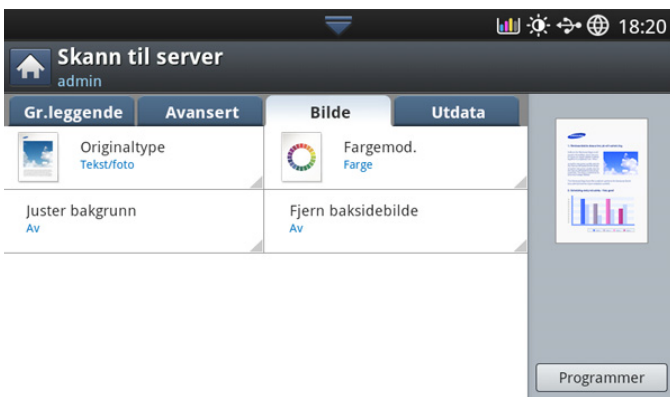 18:20
Skann til server
admin
Gr.leggende Avansert Bilde Utdata
Originaltype
Tekst/foto
Fargemod.
Farge
Juster bakgrunn
Av
Fjern baksidebilde
Av
Programmer